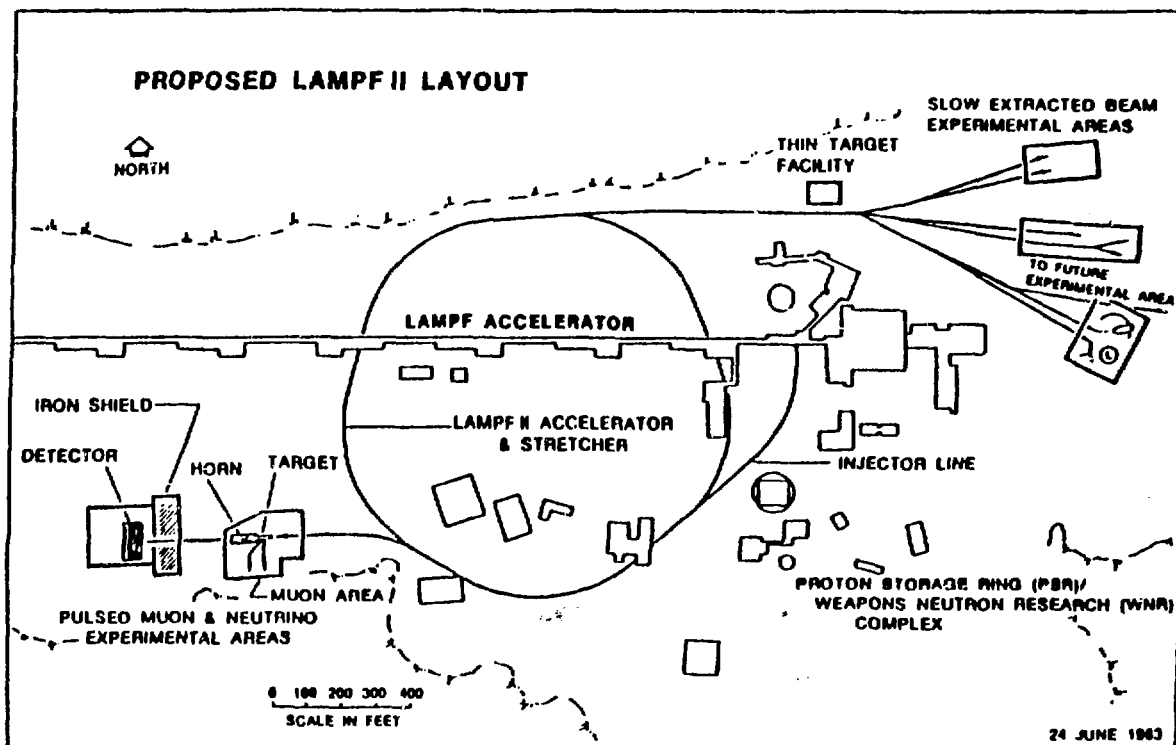 PROPOSED LAMPF II LAYOUT
NORTH
SLOW EXTRACTED BEAM
EXPERIMENTAL AREAS
THIN TARGET
FACILITY
TO FUTURE
EXPERIMENTAL AREA
LAMPF ACCELERATOR
IRON SHIELD
DETECTOR
HORN
TARGET
LAMPF II ACCELERATOR
& STRETCHER
INJECTOR LINE
MUON AREA
PULSED MUON & NEUTRINO
EXPERIMENTAL AREAS
PROTON STORAGE RING (PSR)/
WEAPONS NEUTRON RESEARCH (WNR)
COMPLEX
0 100 200 300 400
SCALE IN FEET
24 JUNE 1983